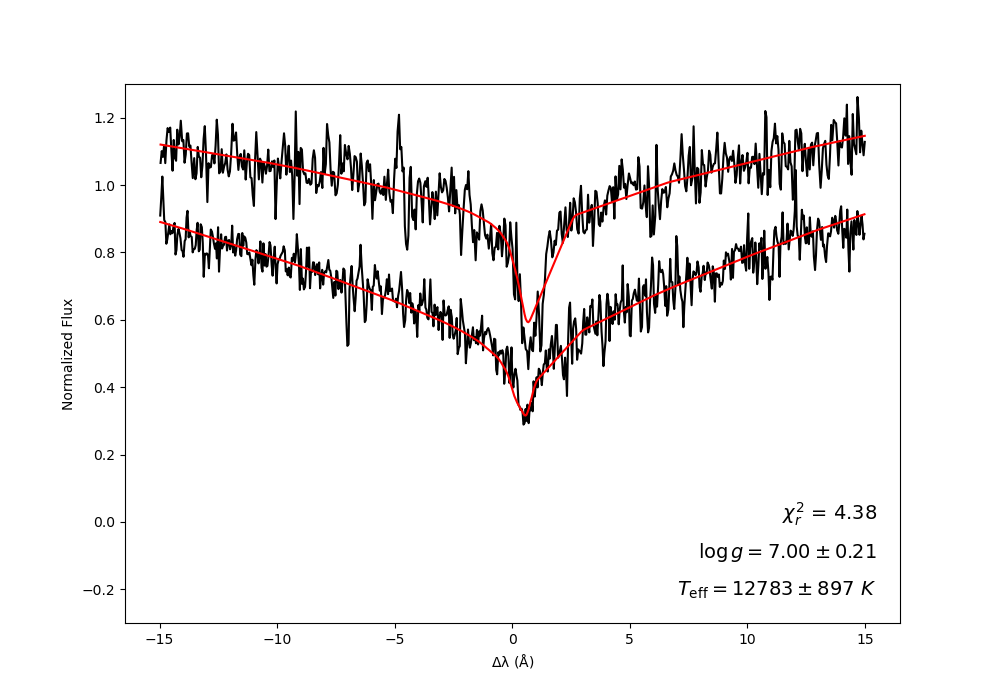 1.2
1.0
0.8
0.6
0.4
0.2
0.0
−0.2
Normalized Flux
χ²ᵣ = 4.38
log g = 7.00 ± 0.21
T_eff = 12783 ± 897 K
−15 −10 −5 0 5 10 15
Δλ (Å)